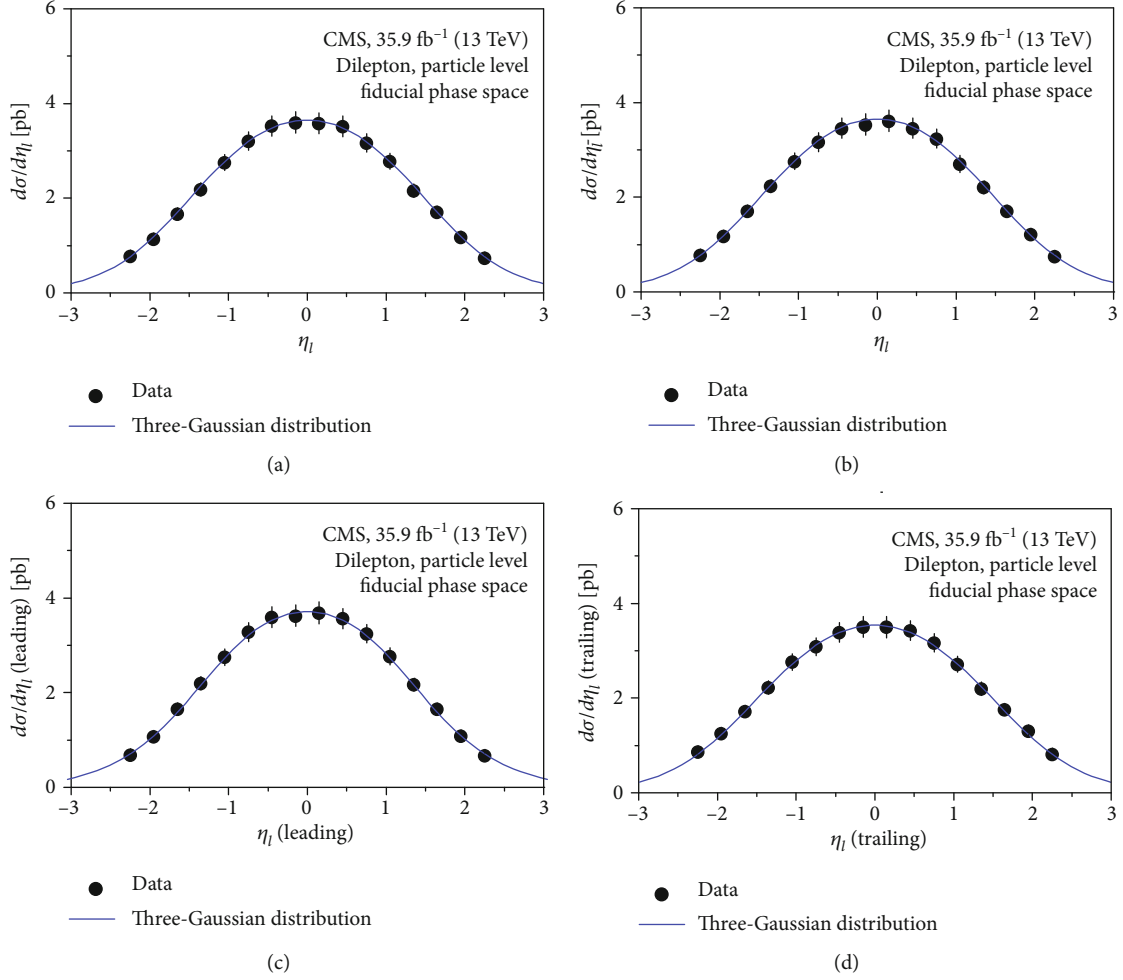 6
4
2
0
dσ/dηl [pb]
CMS, 35.9 fb⁻¹ (13 TeV)
Dilepton, particle level
fiducial phase space
–3 –2 –1 0 1 2 3
ηl
Data
Three-Gaussian distribution
(a)
6
4
2
0
dσ/dηl̄ [pb]
CMS, 35.9 fb⁻¹ (13 TeV)
Dilepton, particle level
fiducial phase space
–3 –2 –1 0 1 2 3
ηl
Data
Three-Gaussian distribution
(b)
6
4
2
0
dσ/dηl (leading) [pb]
CMS, 35.9 fb⁻¹ (13 TeV)
Dilepton, particle level
fiducial phase space
–3 –2 –1 0 1 2 3
ηl (leading)
Data
Three-Gaussian distribution
(c)
6
4
2
0
dσ/dηl (trailing) [pb]
CMS, 35.9 fb⁻¹ (13 TeV)
Dilepton, particle level
fiducial phase space
–3 –2 –1 0 1 2 3
ηl (trailing)
Data
Three-Gaussian distribution
(d)